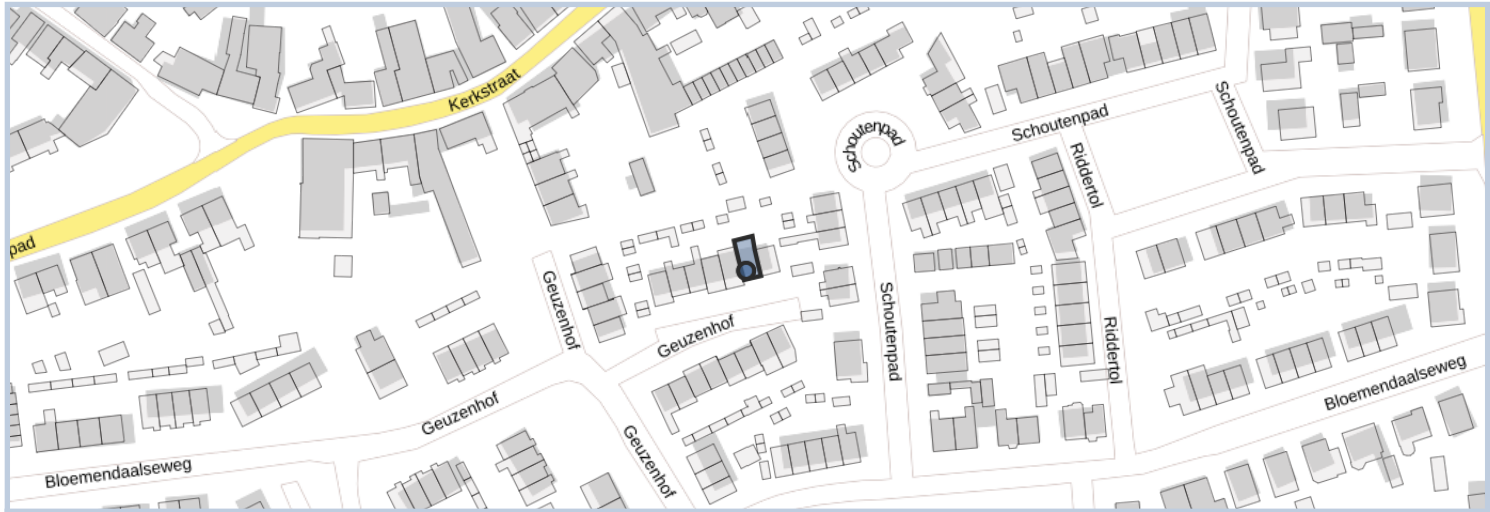 Kerkstraat
Schoutenpad
Schoutenpad
Schoutenpad
Riddertol
pad
Geuzenhof
Schoutenpad
Geuzenhof
Riddertol
Bloemendaalseweg
Geuzenhof
Geuzenhof
Bloemendaalseweg